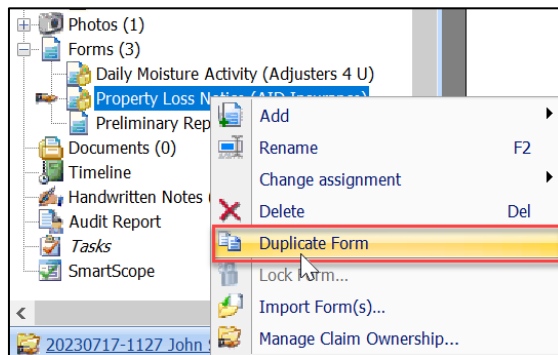 Photos (1)
Forms (3)
Daily Moisture Activity (Adjusters 4 U)
Property Loss Notice (AID Insurance)
Preliminary Rep
Documents (0)
Timeline
Handwritten Notes (
Audit Report
Tasks
SmartScope
20230717-1127 John S
Add
Rename F2
Change assignment
Delete Del
Duplicate Form
Lock Form...
Import Form(s)...
Manage Claim Ownership...